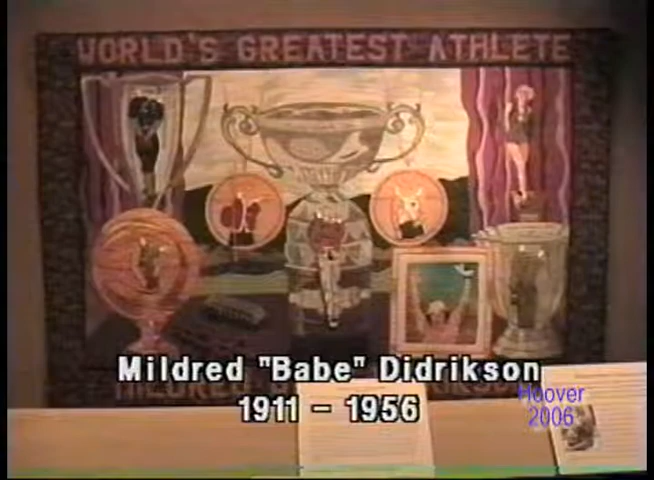 WORLD'S GREATEST ATHLETE
Mildred "Babe" Didrikson
1911 - 1956
Hoover
2006